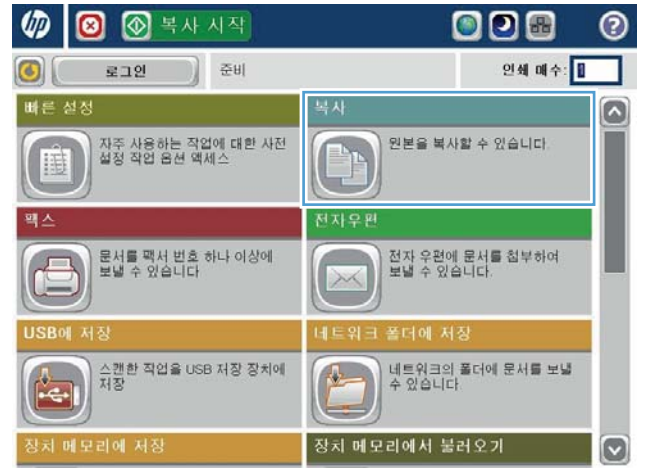 hp 복사 시작 ?
로그인 준비 인쇄 매수: 1
빠른 설정
자주 사용하는 작업에 대한 사전
설정 작업 옵션 액세스
복사
원본을 복사할 수 있습니다.
팩스
문서를 팩서 번호 하나 이상에
보낼 수 있습니다
전자우편
전자 우편에 문서를 첨부하여
보낼 수 있습니다.
USB에 저장
스캔한 작업을 USB 저장 장치에
저장
네트워크 폴더에 저장
네트워크의 폴더에 문서를 보낼
수 있습니다
장치 메모리에 저장
장치 메모리에서 불러오기